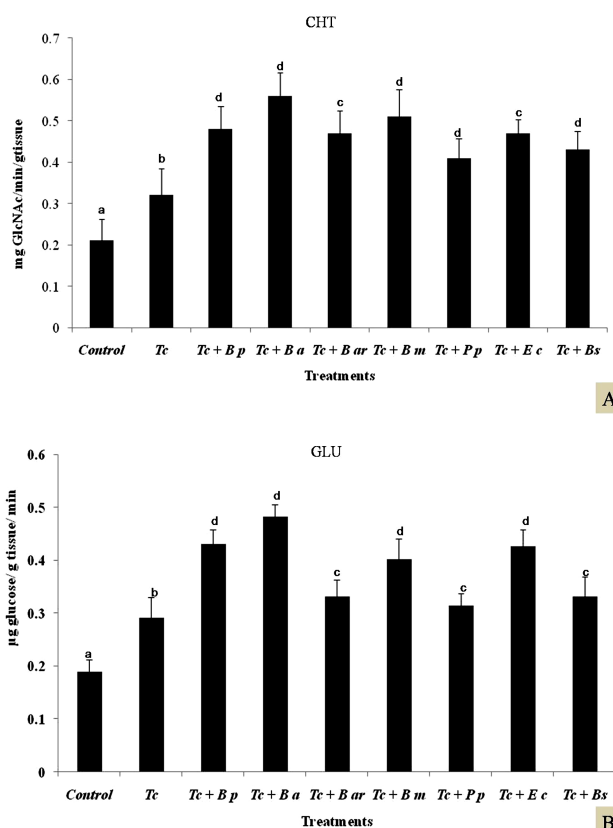 CHT
0.7
0.6
0.5
0.4
0.3
0.2
0.1
0
mg GlcNAc/min/gtissue
a
b
d
d
c
d
d
c
d
Control
Tc
Tc + B p
Tc + B a
Tc + B ar
Tc + B m
Tc + P p
Tc + E c
Tc + Bs
Treatments
A
GLU
0.6
0.5
0.4
0.3
0.2
0.1
0
µg glucose/ g tissue/ min
a
b
d
d
c
d
c
d
c
Control
Tc
Tc + B p
Tc + B a
Tc + B ar
Tc + B m
Tc + P p
Tc + E c
Tc + Bs
Treatments
B